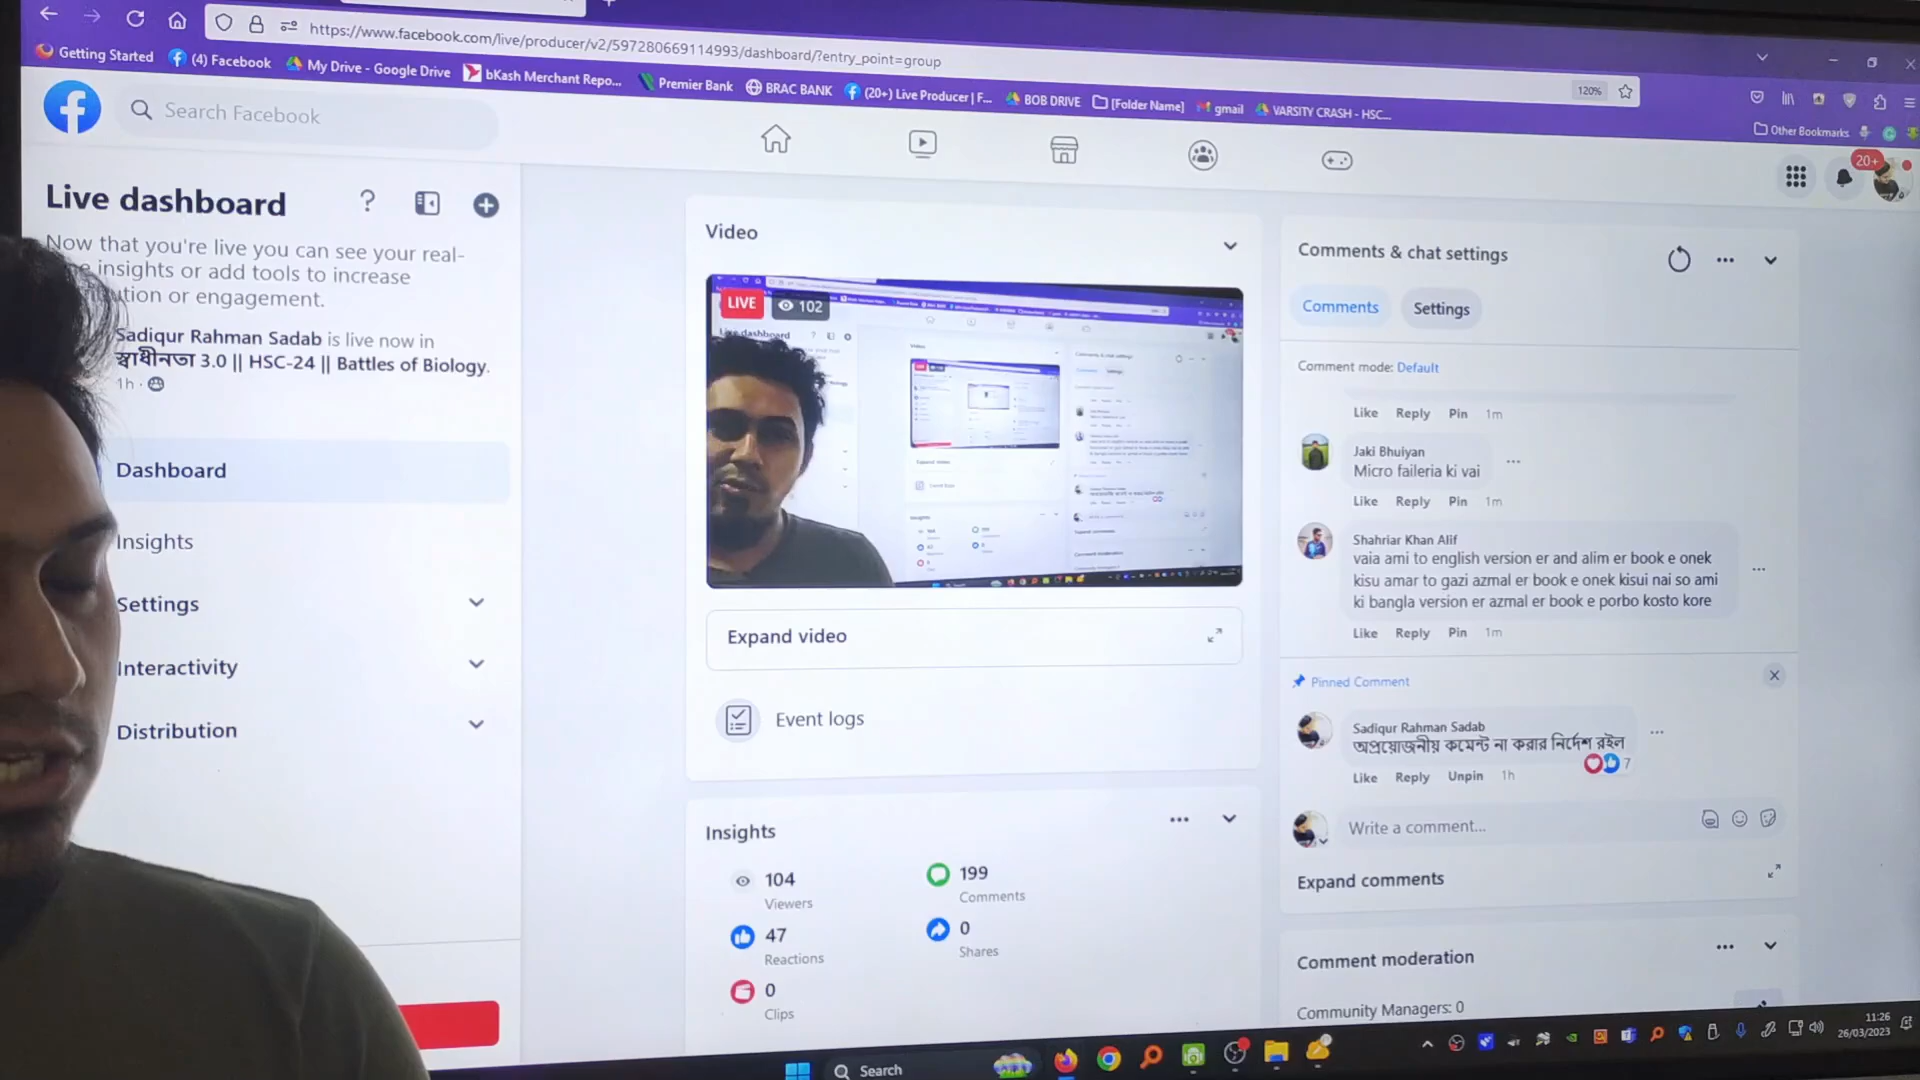 https://www.facebook.com/live/producer/v2/597280669114993/dashboard/?entry_point=group
120%
Getting Started
(4) Facebook
My Drive - Google Drive
bKash Merchant Repo...
Premier Bank
BRAC BANK
(20+) Live Producer | F...
BOB DRIVE
[Folder Name]
gmail
VARSITY CRASH - HSC...
Other Bookmarks
Search Facebook
20+
Live dashboard
Now that you're live you can see your real-
insights or add tools to increase
or engagement.
Sadiqur Rahman Sadab is live now in
স্বাধীনতা 3.0 || HSC-24 || Battles of Biology.
1h
Dashboard
Insights
Settings
Interactivity
Distribution
Video
LIVE
102
Live dashboard
Expand video
Event logs
Insights
104
Viewers
199
Comments
47
Reactions
0
Shares
0
Clips
Comments & chat settings
Comments
Settings
Comment mode: Default
Like Reply Pin 1m
Jaki Bhuiyan
Micro faileria ki vai
Like Reply Pin 1m
Shahriar Khan Alif
vaia ami to english version er and alim er book e onek
kisu amar to gazi azmal er book e onek kisui nai so ami
ki bangla version er azmal er book e porbo kosto kore
Like Reply Pin 1m
Pinned Comment
Sadiqur Rahman Sadab
অপ্রয়োজনীয় কমেন্ট না করার নির্দেশ রইল
7
Like Reply Unpin 1h
Write a comment...
Expand comments
Comment moderation
Community Managers: 0
Search
11:26
26/03/2023